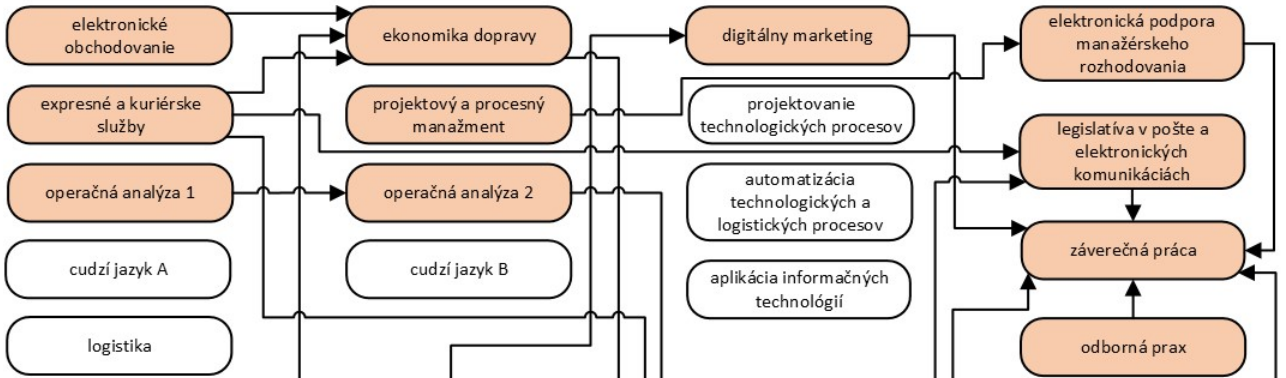 elektronické
obchodovanie
ekonomika dopravy
digitálny marketing
elektronická podpora
manažérskeho
rozhodovania
expresné a kuriérske
služby
projektový a procesný
manažment
projektovanie
technologických procesov
legislatíva v pošte a
elektronických
komunikáciách
operačná analýza 1
operačná analýza 2
automatizácia
technologických a
logistických procesov
záverečná práca
cudzí jazyk A
cudzí jazyk B
aplikácia informačných
technológií
logistika
odborná prax